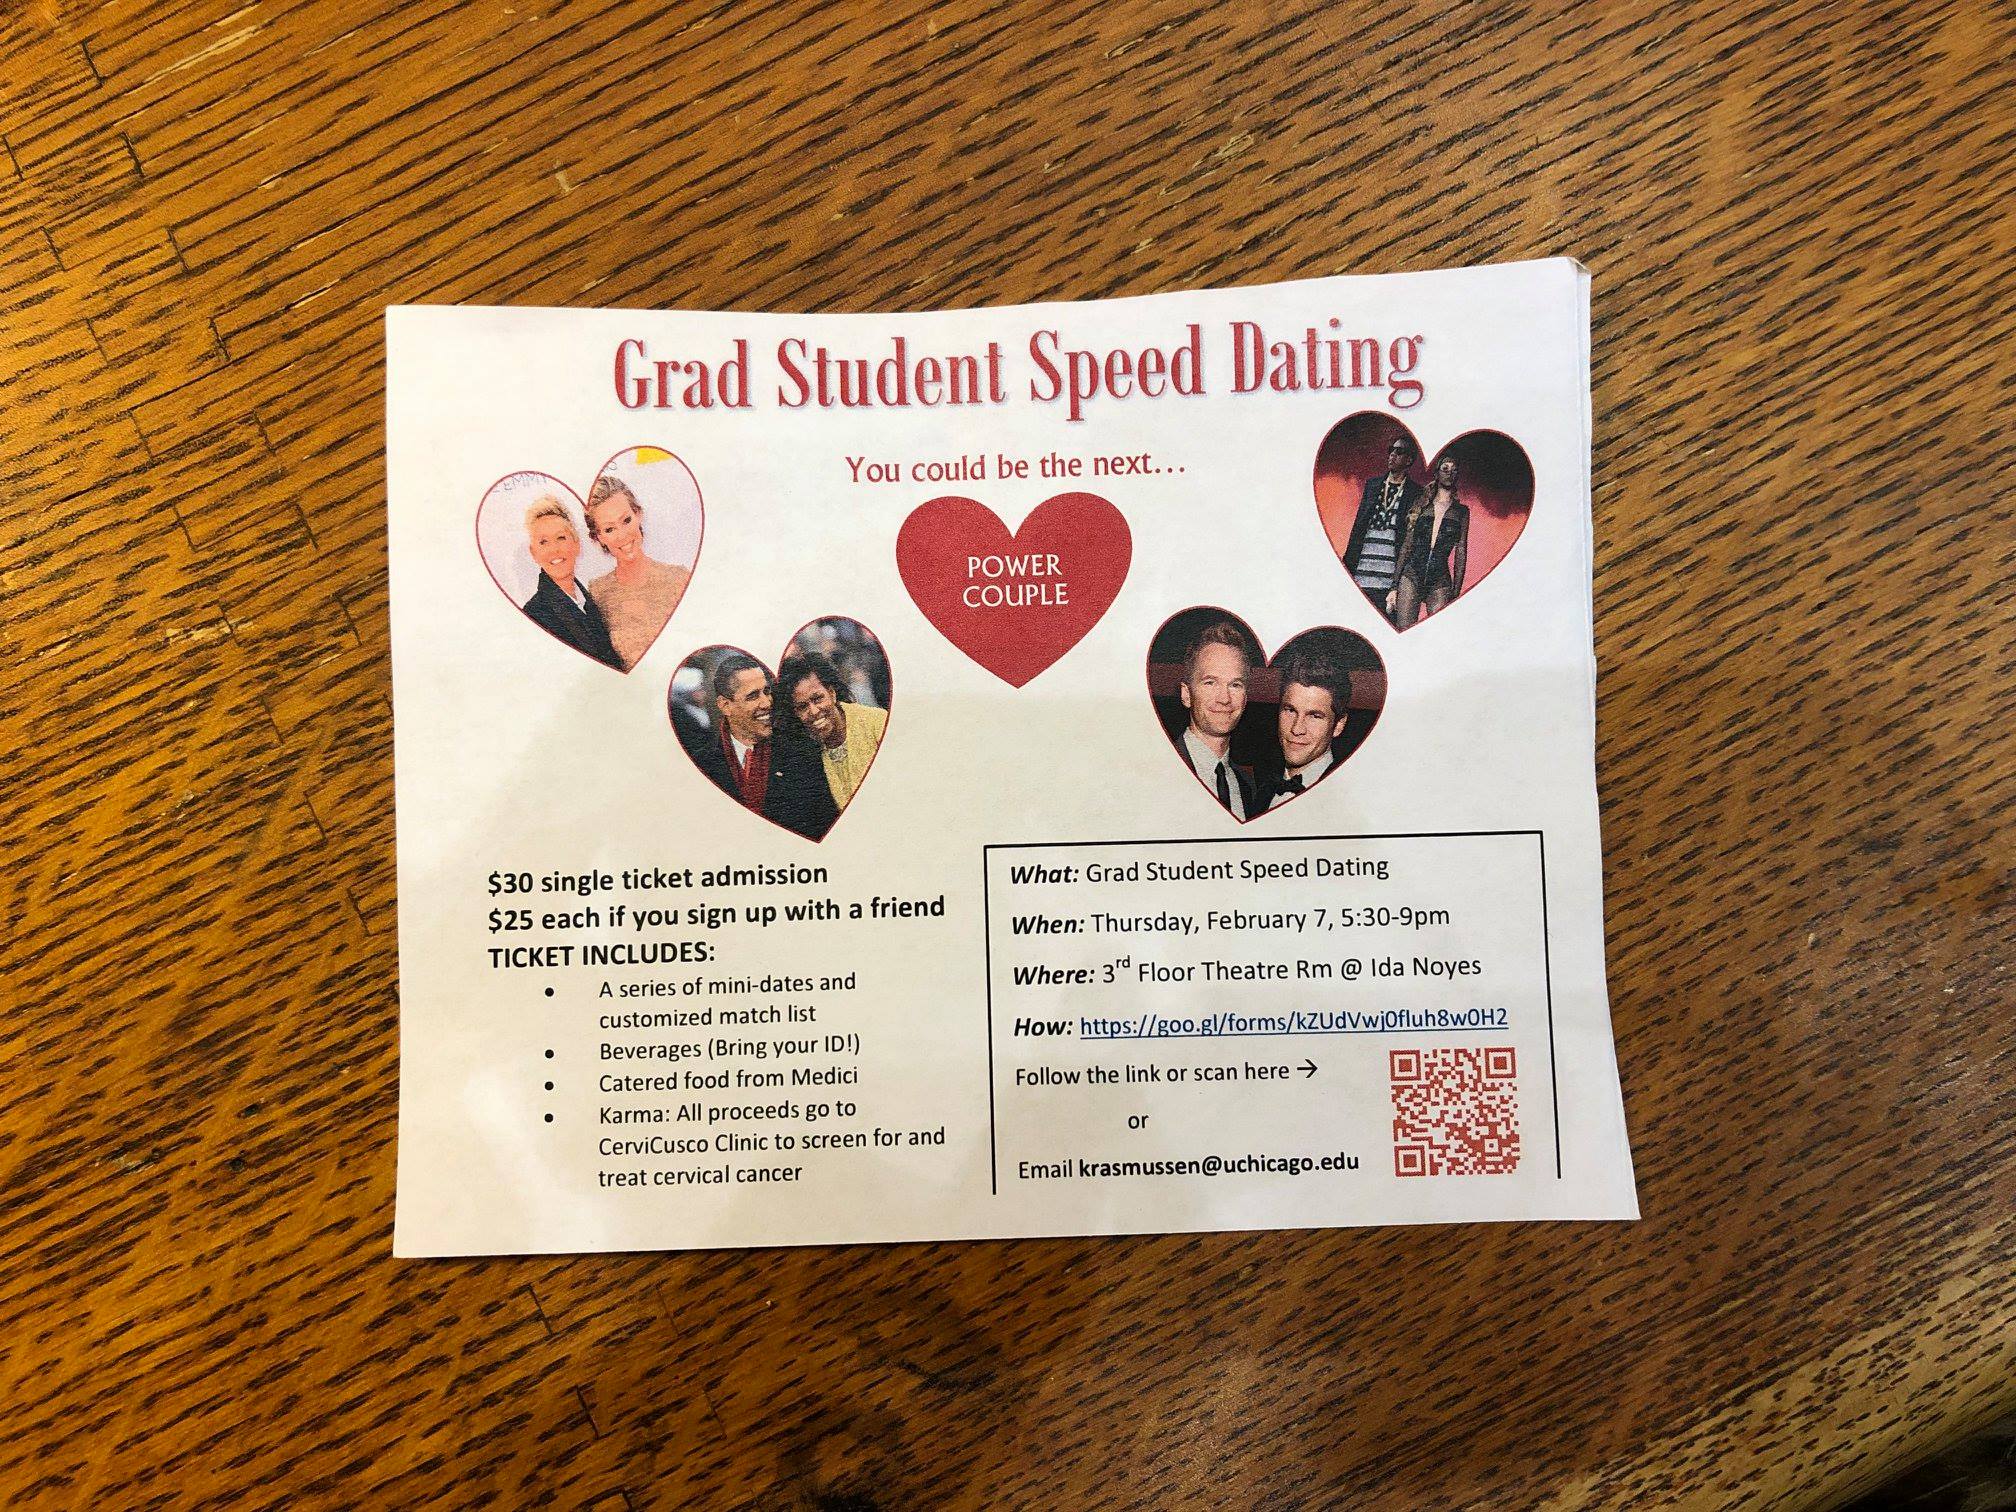 Grad Student Speed Dating
You could be the next...
POWER
COUPLE
$30 single ticket admission
$25 each if you sign up with a friend
TICKET INCLUDES:
• A series of mini-dates and
customized match list
• Beverages (Bring your ID!)
• Catered food from Medici
• Karma: All proceeds go to
CerviCusco Clinic to screen for and
treat cervical cancer
What: Grad Student Speed Dating
When: Thursday, February 7, 5:30-9pm
Where: 3rd Floor Theatre Rm @ Ida Noyes
How: https://goo.gl/forms/kZUdVwj0fluh8w0H2
Follow the link or scan here →
or
Email krasmussen@uchicago.edu